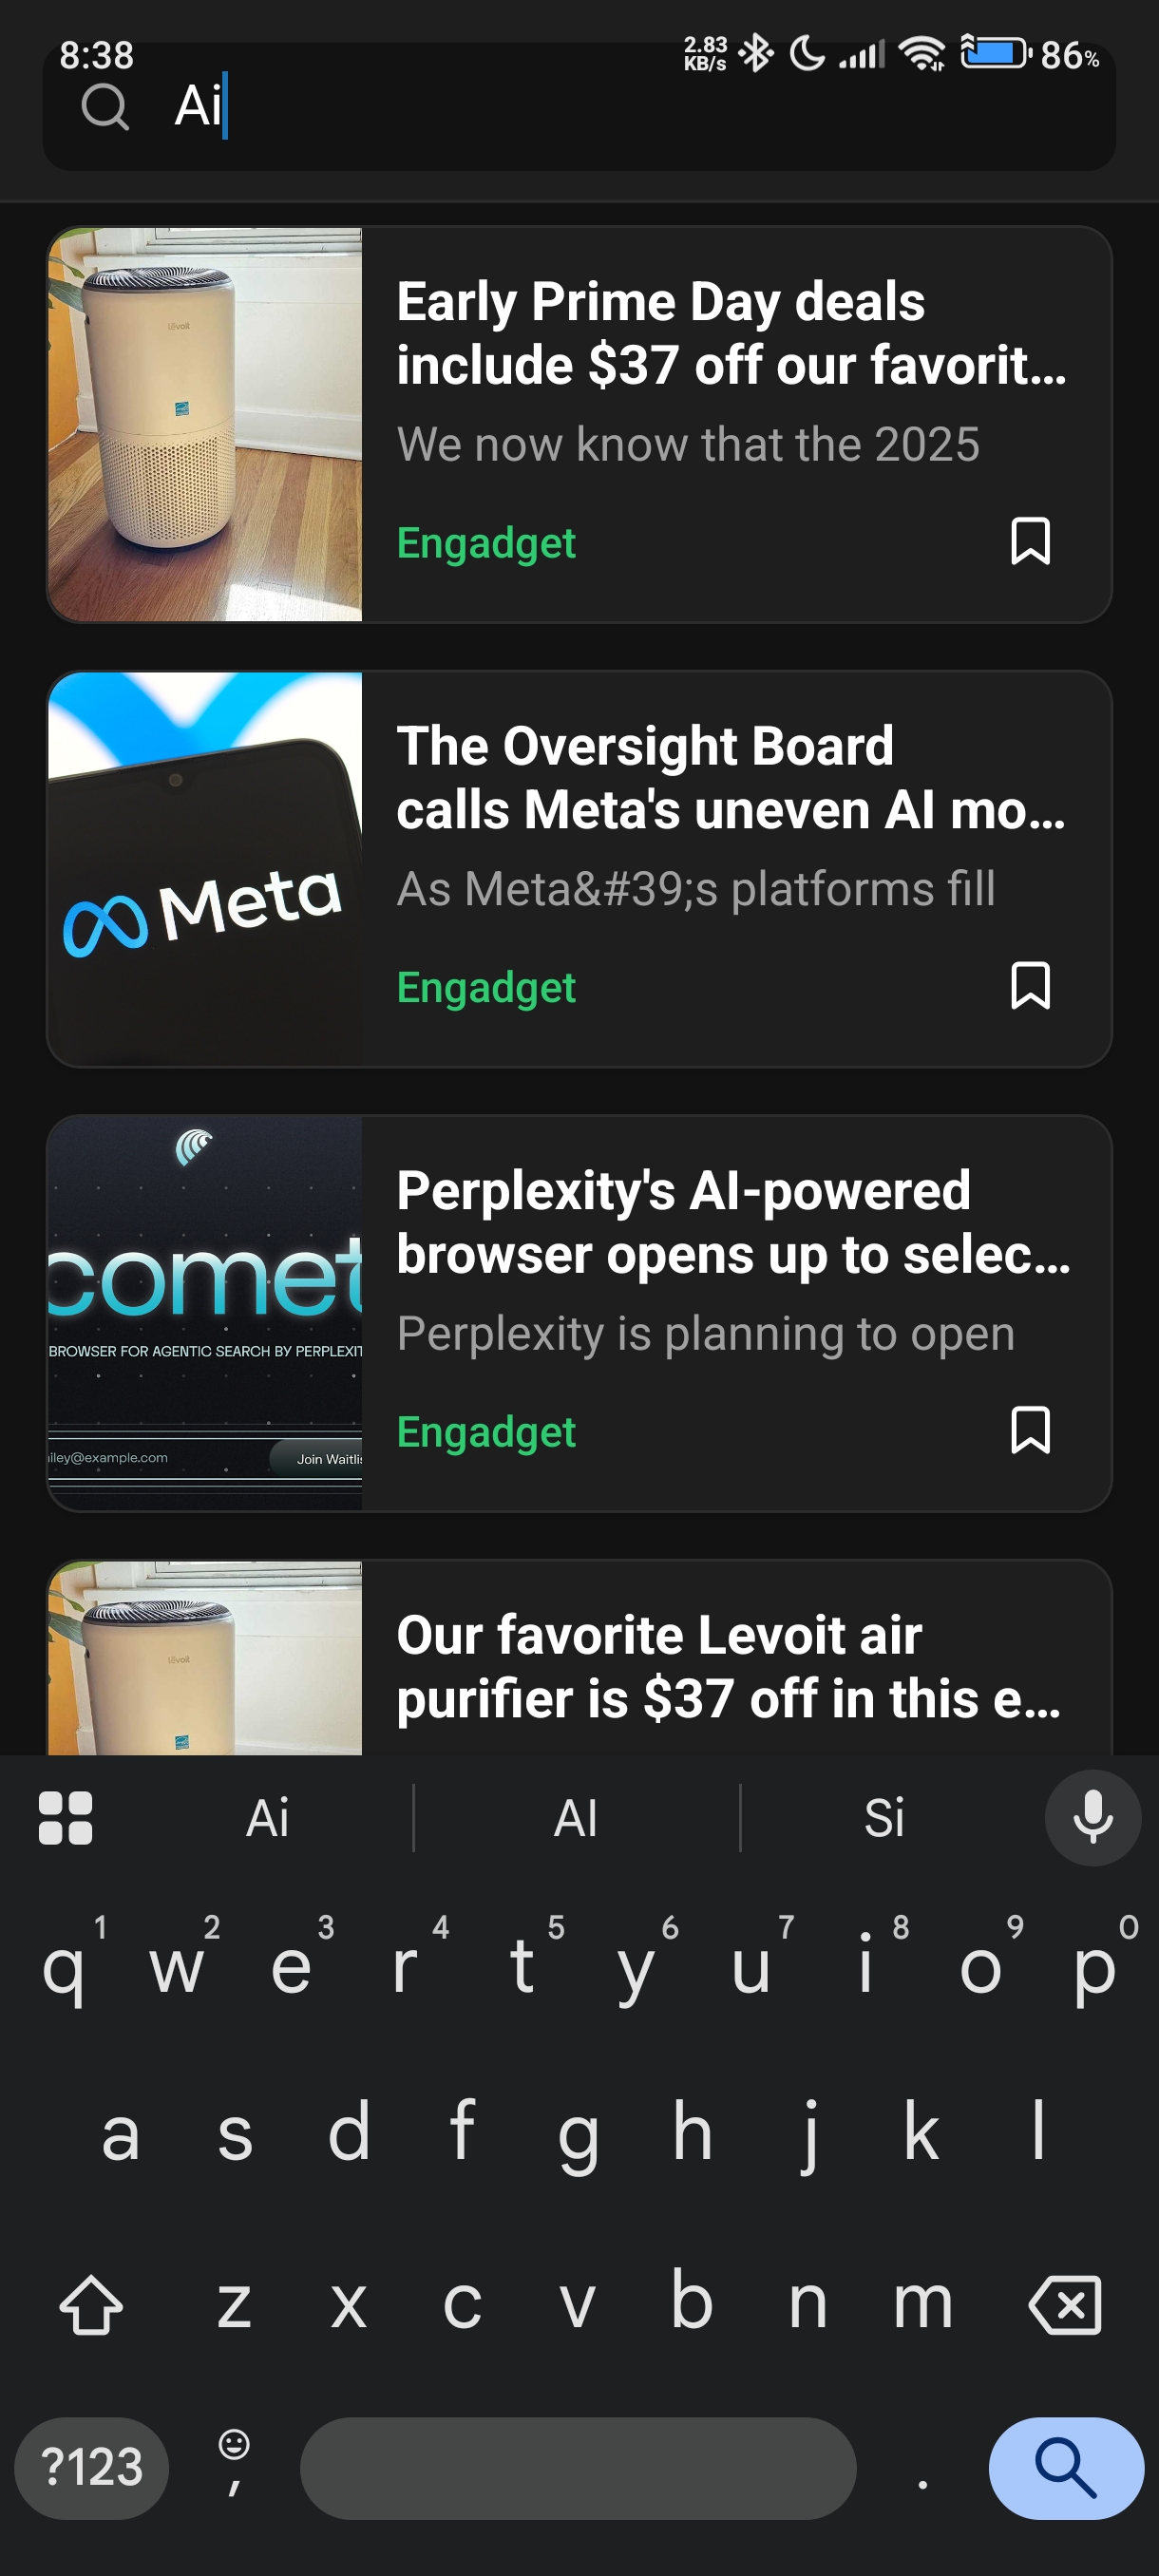 8:38
2.83
KB/s
86%
Ai
Early Prime Day deals
include $37 off our favorit...
We now know that the 2025
Engadget
levoit
The Oversight Board
calls Meta's uneven AI mo...
As Meta&#39;s platforms fill
Engadget
Meta
Perplexity's AI-powered
browser opens up to selec...
Perplexity is planning to open
Engadget
comet
BROWSER FOR AGENTIC SEARCH BY PERPLEXIT
iley@example.com
Join Waitlis
Our favorite Levoit air
purifier is $37 off in this e...
levoit
Ai AI Si
1 2 3 4 5 6 7 8 9 0
q w e r t y u i o p
a s d f g h j k l
z x c v b n m
?123 , .